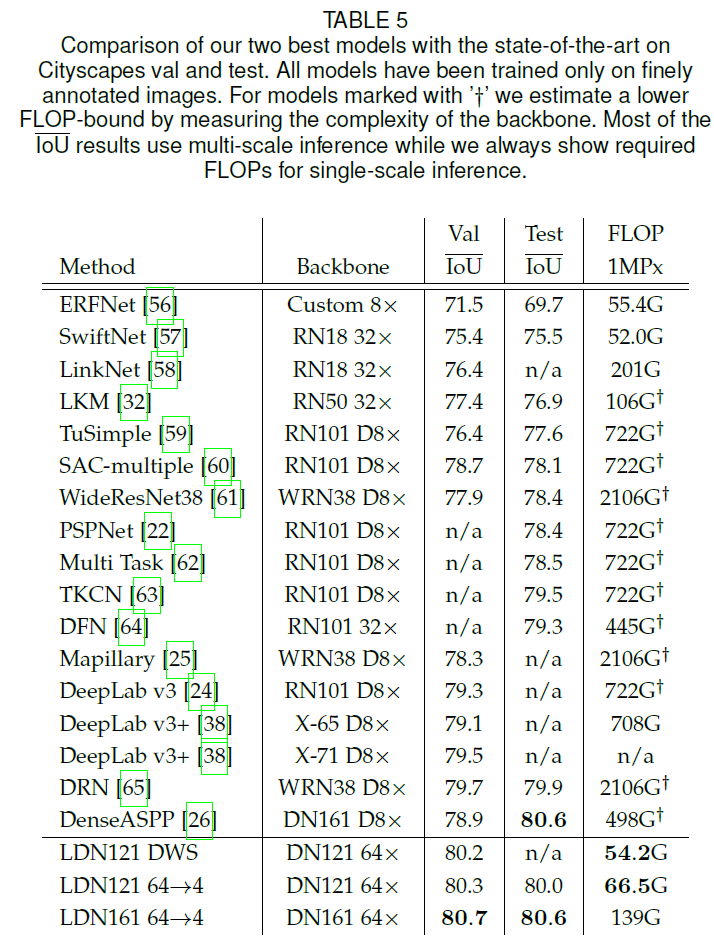 TABLE 5
Comparison of our two best models with the state-of-the-art on
Cityscapes val and test. All models have been trained only on finely
annotated images. For models marked with ’†’ we estimate a lower
FLOP-bound by measuring the complexity of the backbone. Most of the
IoU results use multi-scale inference while we always show required
FLOPs for single-scale inference.
Val Test FLOP
Method Backbone IoU IoU 1MPx
ERFNet [56] Custom 8× 71.5 69.7 55.4G
SwiftNet [57] RN18 32× 75.4 75.5 52.0G
LinkNet [58] RN18 32× 76.4 n/a 201G
LKM [32] RN50 32× 77.4 76.9 106G†
TuSimple [59] RN101 D8× 76.4 77.6 722G†
SAC-multiple [60] RN101 D8× 78.7 78.1 722G†
WideResNet38 [61] WRN38 D8× 77.9 78.4 2106G†
PSPNet [22] RN101 D8× n/a 78.4 722G†
Multi Task [62] RN101 D8× n/a 78.5 722G†
TKCN [63] RN101 D8× n/a 79.5 722G†
DFN [64] RN101 32× n/a 79.3 445G†
Mapillary [25] WRN38 D8× 78.3 n/a 2106G†
DeepLab v3 [24] RN101 D8× 79.3 n/a 722G†
DeepLab v3+ [38] X-65 D8× 79.1 n/a 708G
DeepLab v3+ [38] X-71 D8× 79.5 n/a n/a
DRN [65] WRN38 D8× 79.7 79.9 2106G†
DenseASPP [26] DN161 D8× 78.9 80.6 498G†
LDN121 DWS DN121 64× 80.2 n/a 54.2G
LDN121 64→4 DN121 64× 80.3 80.0 66.5G
LDN161 64→4 DN161 64× 80.7 80.6 139G